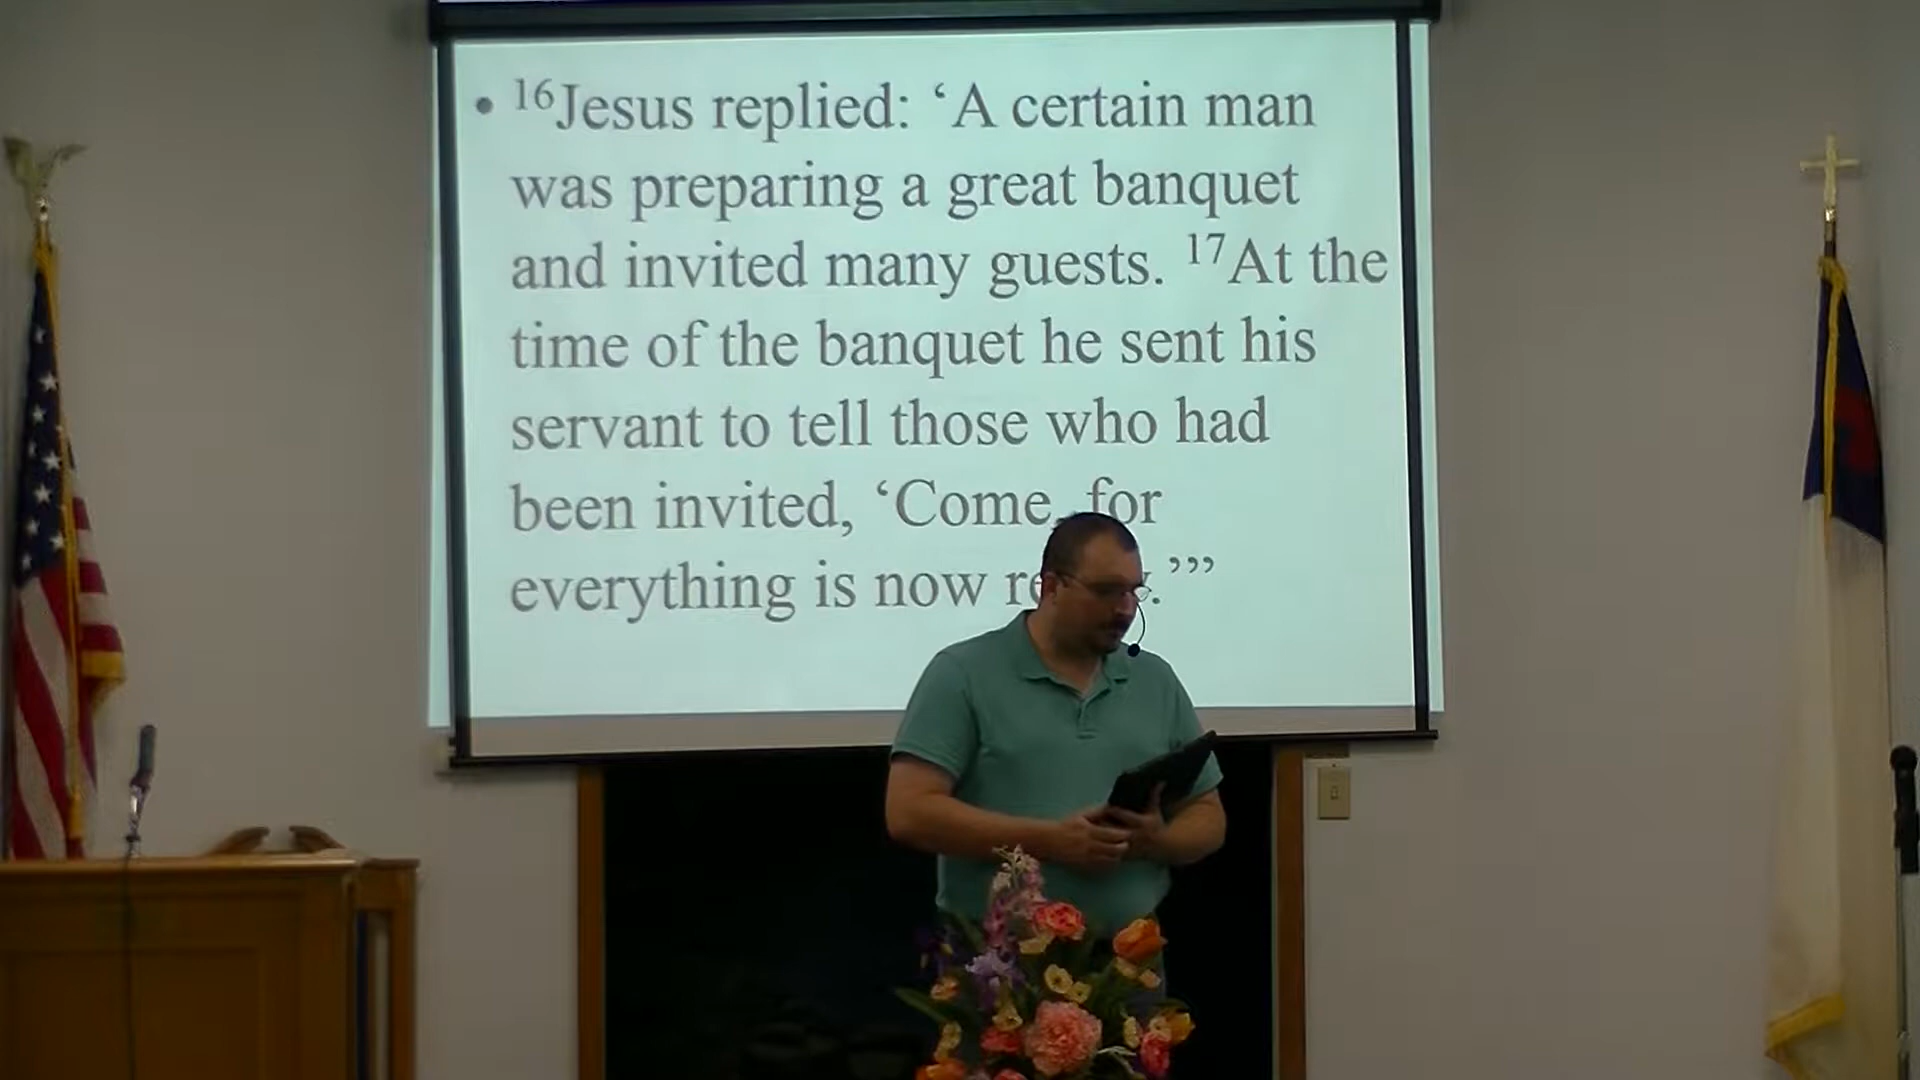 • ¹⁶Jesus replied: ‘A certain man
was preparing a great banquet
and invited many guests. ¹⁷At the
time of the banquet he sent his
servant to tell those who had
been invited, ‘Come, for
everything is now .’”’